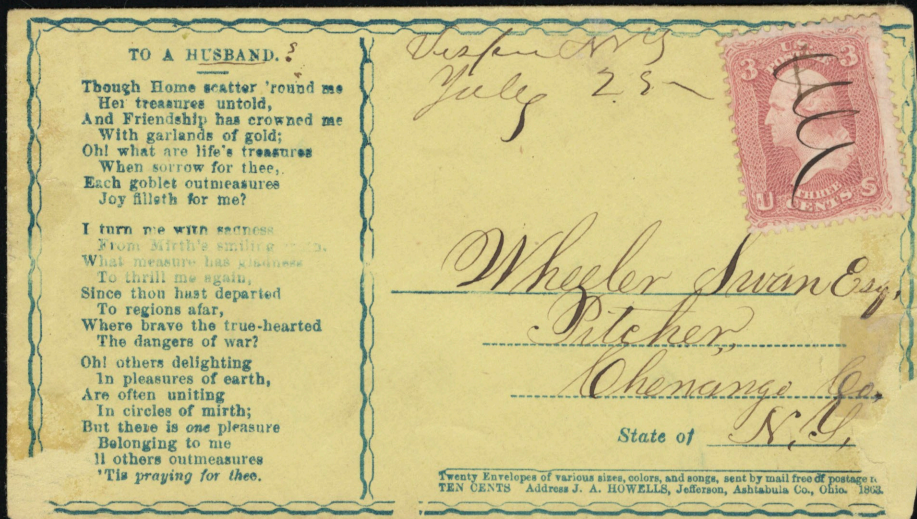 TO A HUSBAND. ?
Though Home scatter 'round me
Her treasures untold,
And Friendship has crowned me
With garlands of gold;
Oh! what are life's treasures
When sorrow for thee,
Each goblet outmeasures
Joy filleth for me?
I turn me with sadness
From Mirth's smiling
What measure has gladness
To thrill me again,
Since thou hast departed
To regions afar,
Where brave the true-hearted
The dangers of war?
Oh! others delighting
In pleasures of earth,
Are often uniting
In circles of mirth;
But there is one pleasure
Belonging to me
ll others outmeasures
'Tis praying for thee.
N Y
July 25
3 U.S. 3
THREE
U CENTS S
Wheeler Swan Esq.
Pitcher,
Chenango Co.
State of N.Y.
Twenty Envelopes of various sizes, colors, and songs, sent by mail free of postage
TEN CENTS Address J. A. HOWELLS, Jefferson, Ashtabula Co., Ohio. 1863.